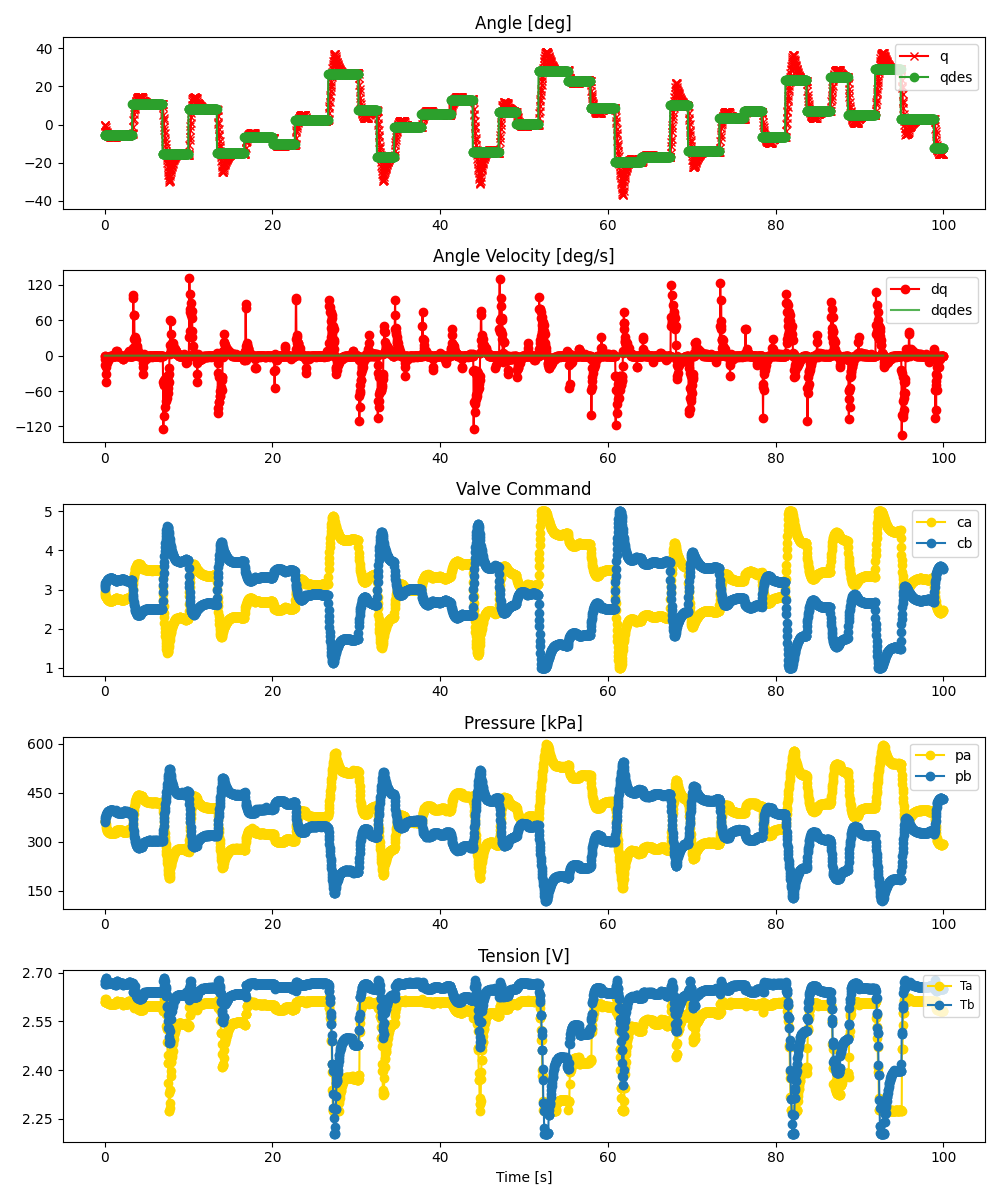 Angle [deg]
40
20
0
−20
−40
q
qdes
0 20 40 60 80 100
Angle Velocity [deg/s]
120
60
0
−60
−120
dq
dqdes
0 20 40 60 80 100
Valve Command
5
4
3
2
1
ca
cb
0 20 40 60 80 100
Pressure [kPa]
600
450
300
150
pa
pb
0 20 40 60 80 100
Tension [V]
2.70
2.55
2.40
2.25
Ta
Tb
0 20 40 60 80 100
Time [s]